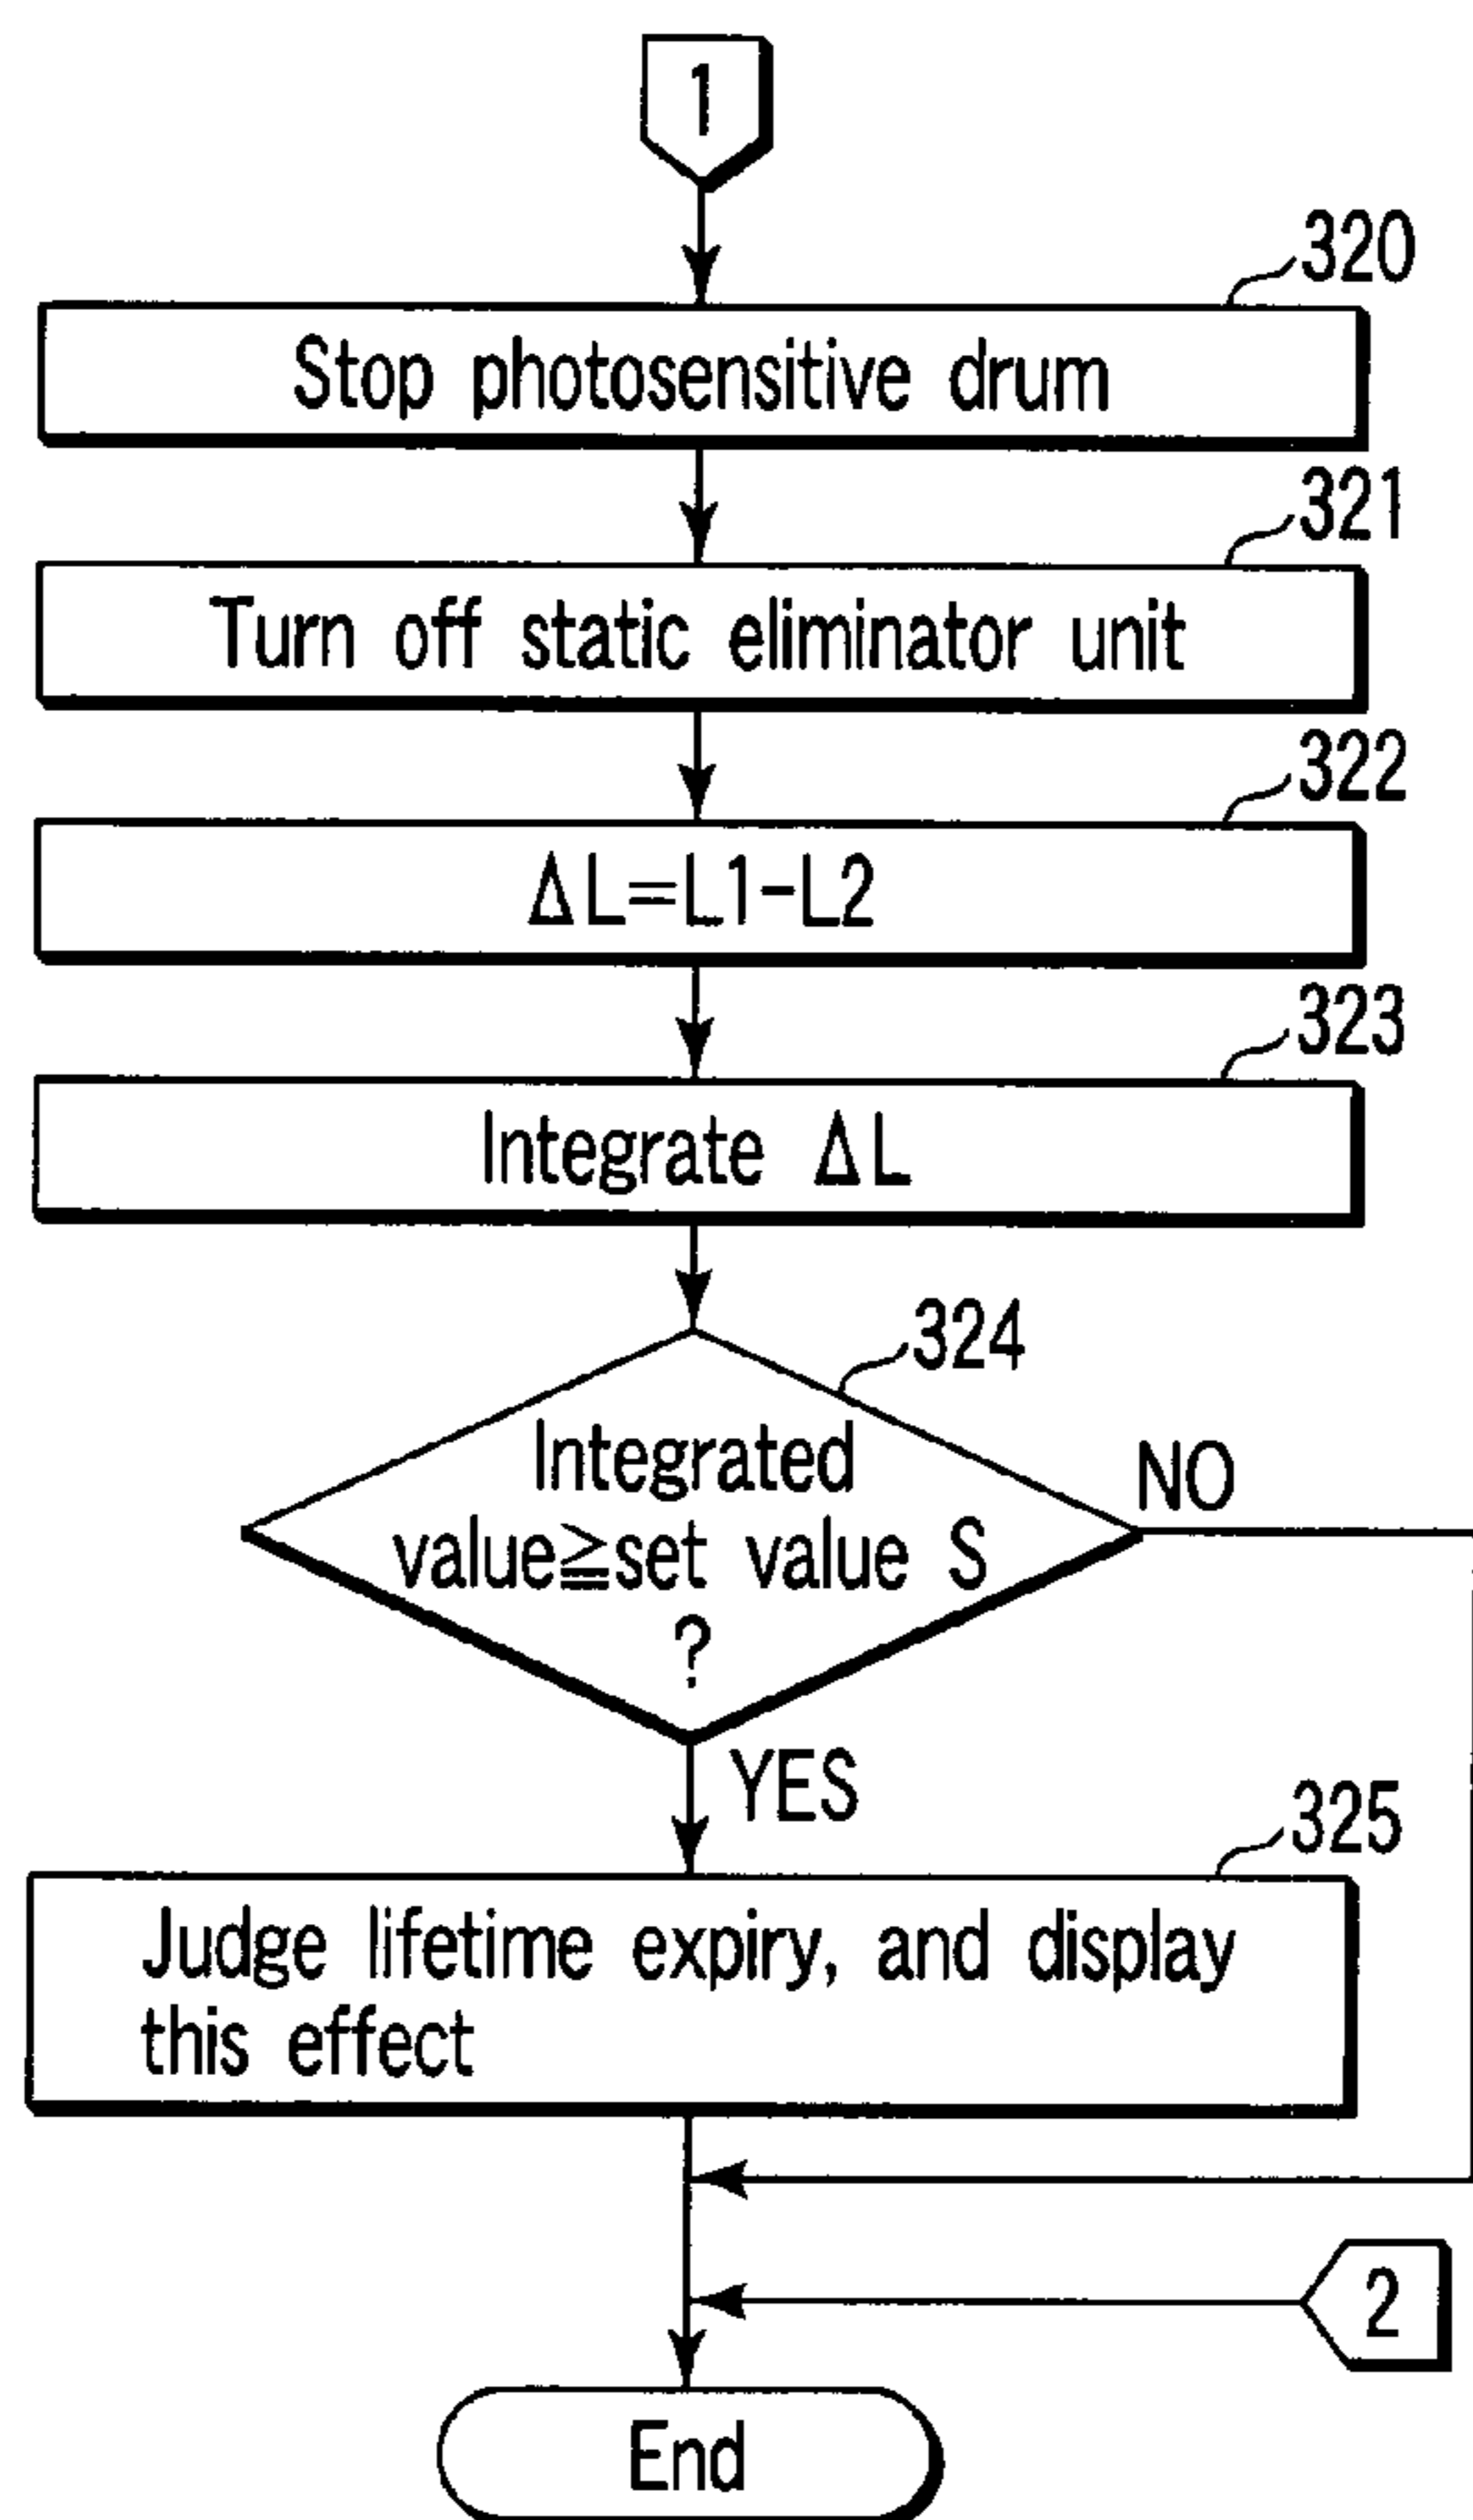 1
320
Stop photosensitive drum
321
Turn off static eliminator unit
322
ΔL=L1-L2
323
Integrate ΔL
324
Integrated
value≧set value S
?
NO
YES
325
Judge lifetime expiry, and display
this effect
2
End